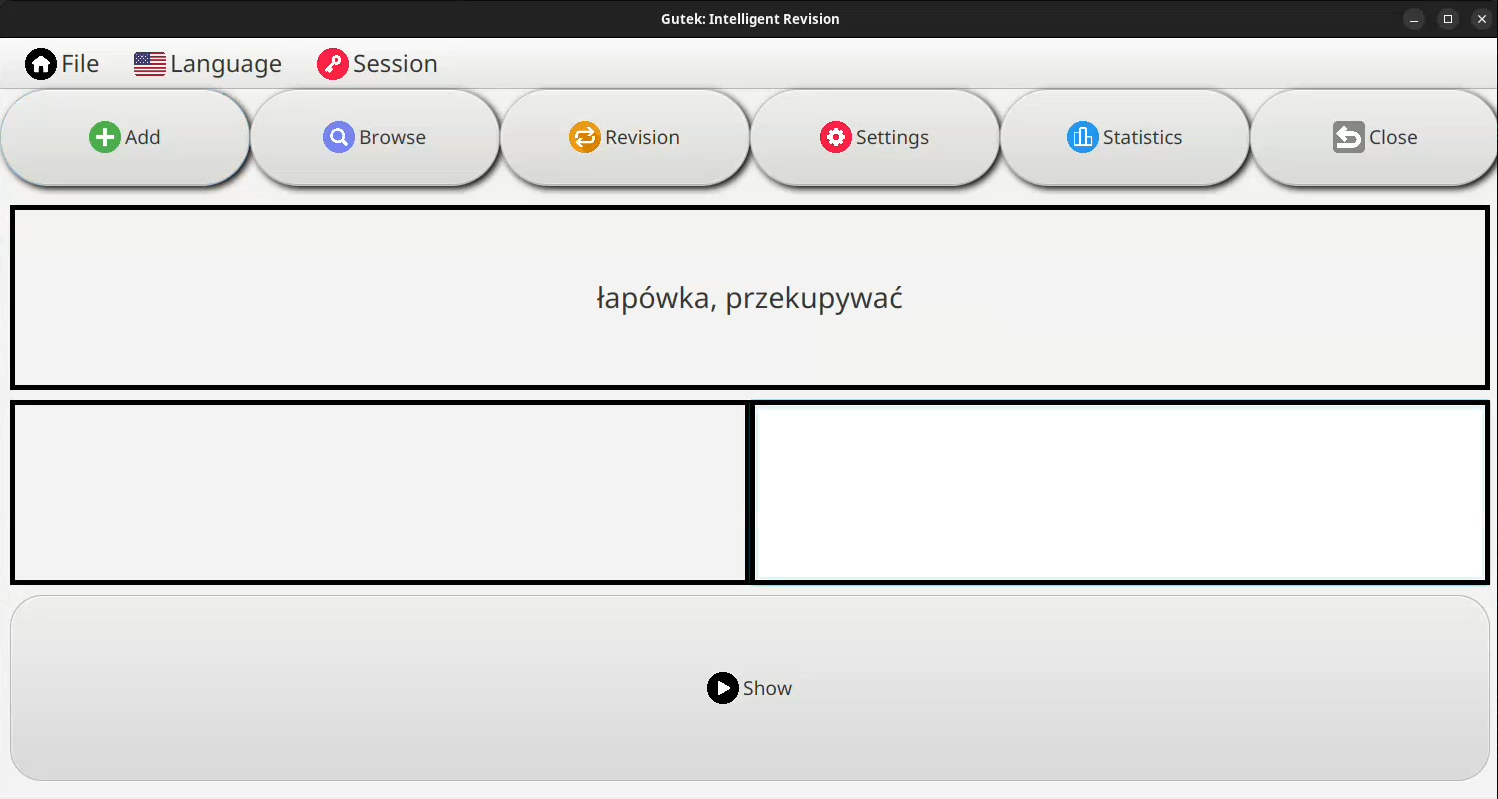 Gutek: Intelligent Revision
File Language Session
Add Browse Revision Settings Statistics Close
łapówka, przekupywać
Show